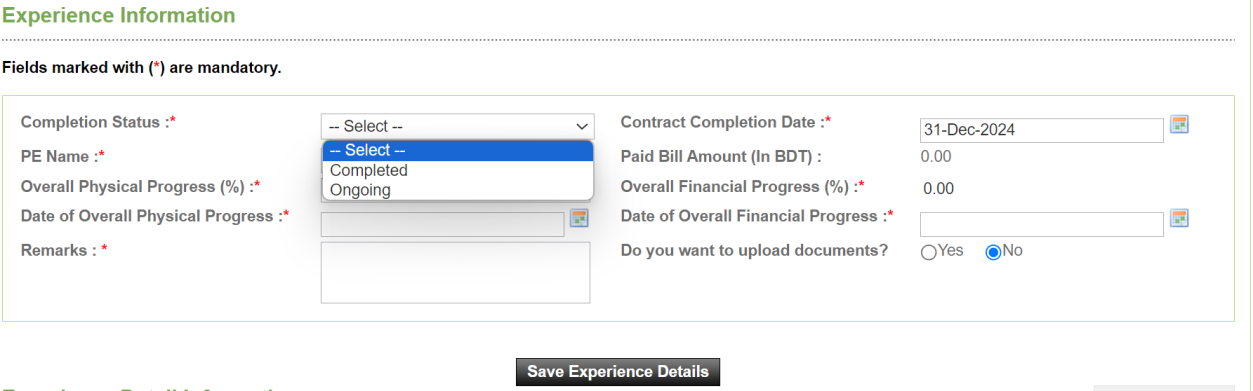 Experience Information
Fields marked with (*) are mandatory.
Completion Status :*
-- Select --
Contract Completion Date :*
31-Dec-2024
-- Select --
Completed
Ongoing
PE Name :*
Paid Bill Amount (In BDT) :
0.00
Overall Physical Progress (%) :*
Overall Financial Progress (%) :*
0.00
Date of Overall Physical Progress :*
Date of Overall Financial Progress :*
Remarks : *
Do you want to upload documents?
Yes No
Save Experience Details